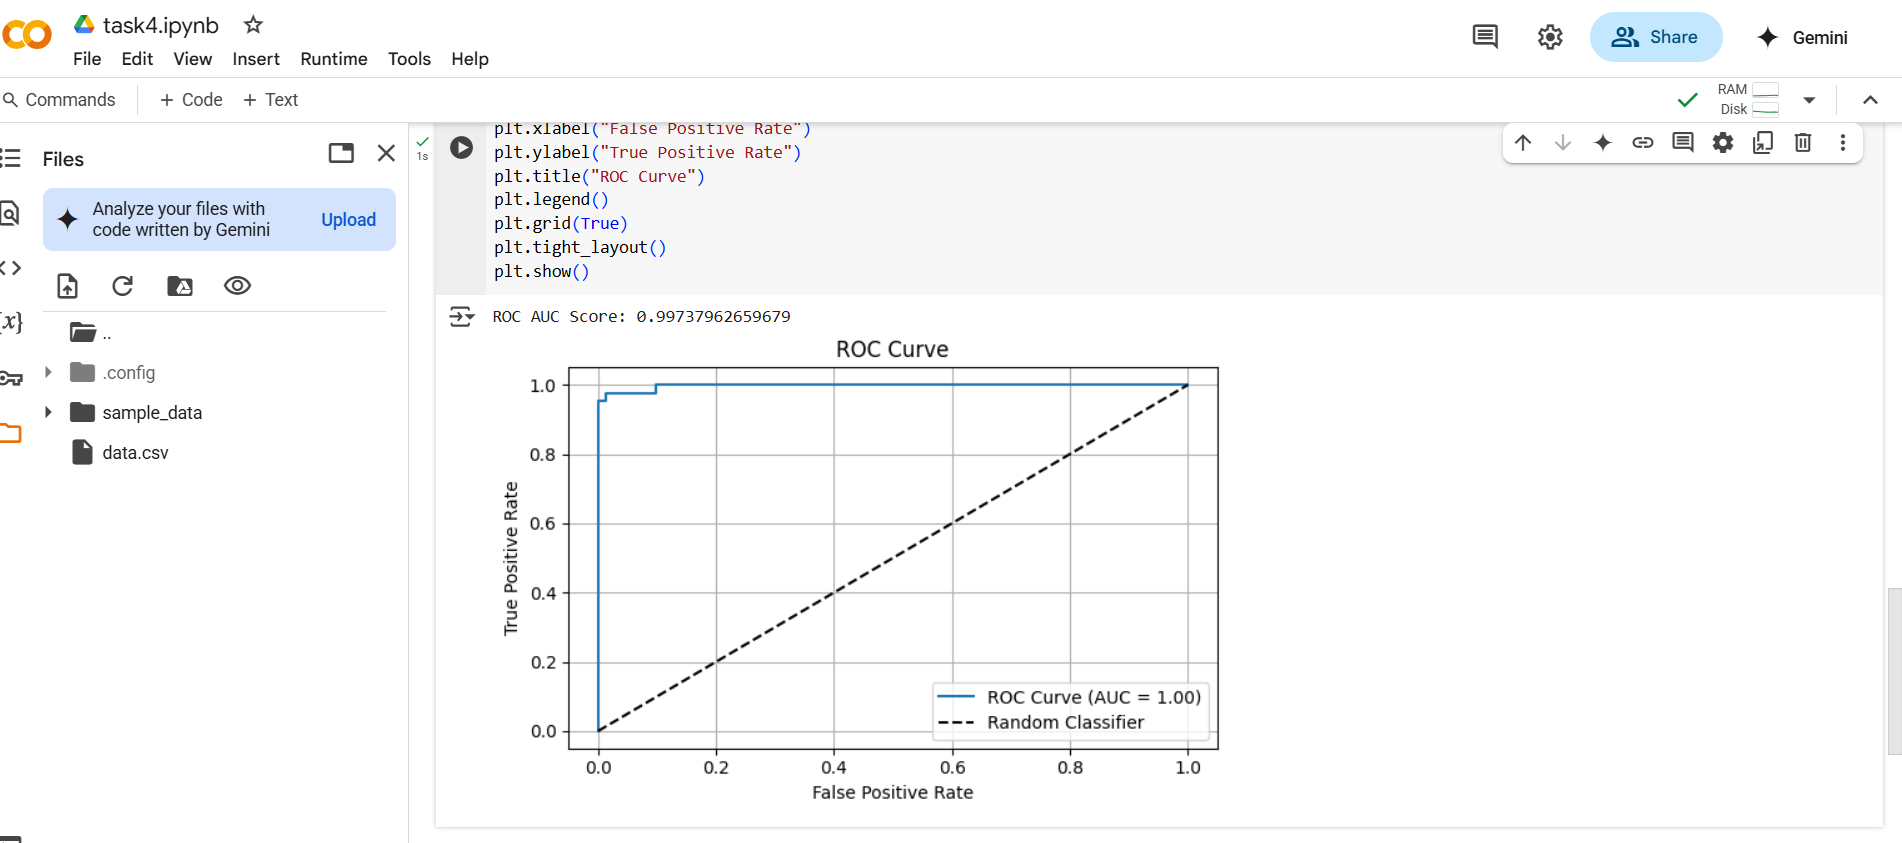 task4.ipynb
File Edit View Insert Runtime Tools Help
Share
Gemini
Commands
+ Code + Text
RAM
Disk
Files
Analyze your files with
code written by Gemini
Upload
{x}
..
.config
sample_data
data.csv
1s
plt.xlabel("False Positive Rate")
plt.ylabel("True Positive Rate")
plt.title("ROC Curve")
plt.legend()
plt.grid(True)
plt.tight_layout()
plt.show()
ROC AUC Score: 0.99737962659679
ROC Curve
1.0
0.8
0.6
0.4
0.2
0.0
True Positive Rate
ROC Curve (AUC = 1.00)
Random Classifier
0.0 0.2 0.4 0.6 0.8 1.0
False Positive Rate